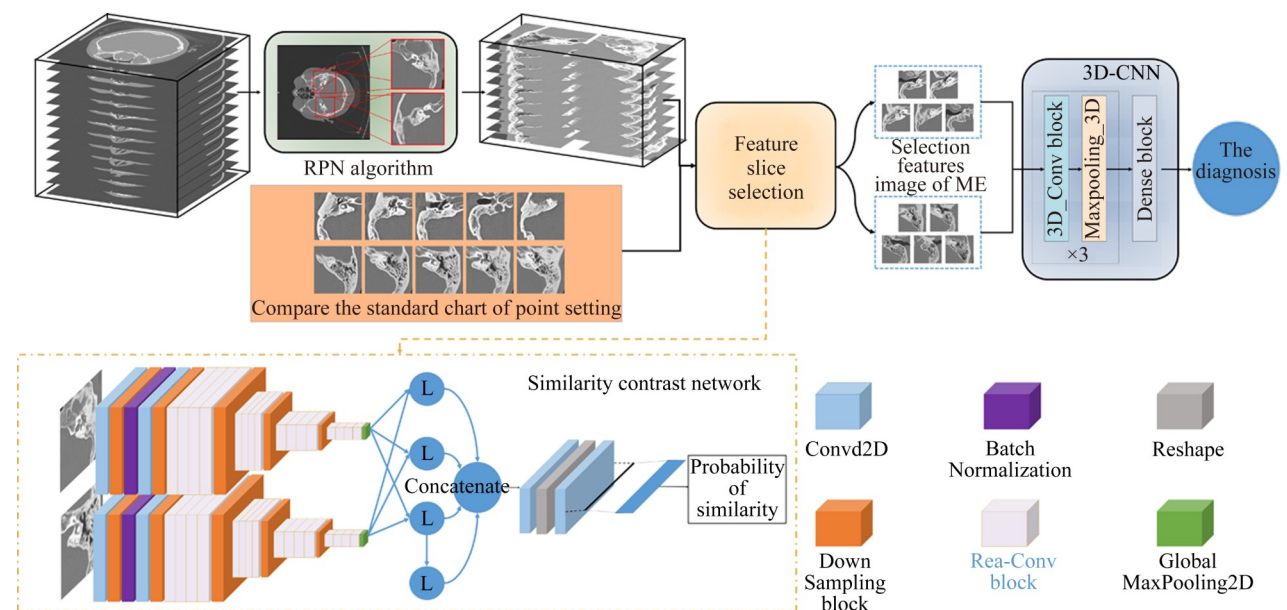 RPN algorithm
Compare the standard chart of point setting
Feature
slice
selection
Selection
features
image of ME
3D-CNN
3D_Conv block
Maxpooling_3D
×3
Dense block
The
diagnosis
Similarity contrast network
L
L
L
L
Concatenate
Probability
of
similarity
Convd2D
Batch
Normalization
Reshape
Down
Sampling
block
Rea-Conv
block
Global
MaxPooling2D